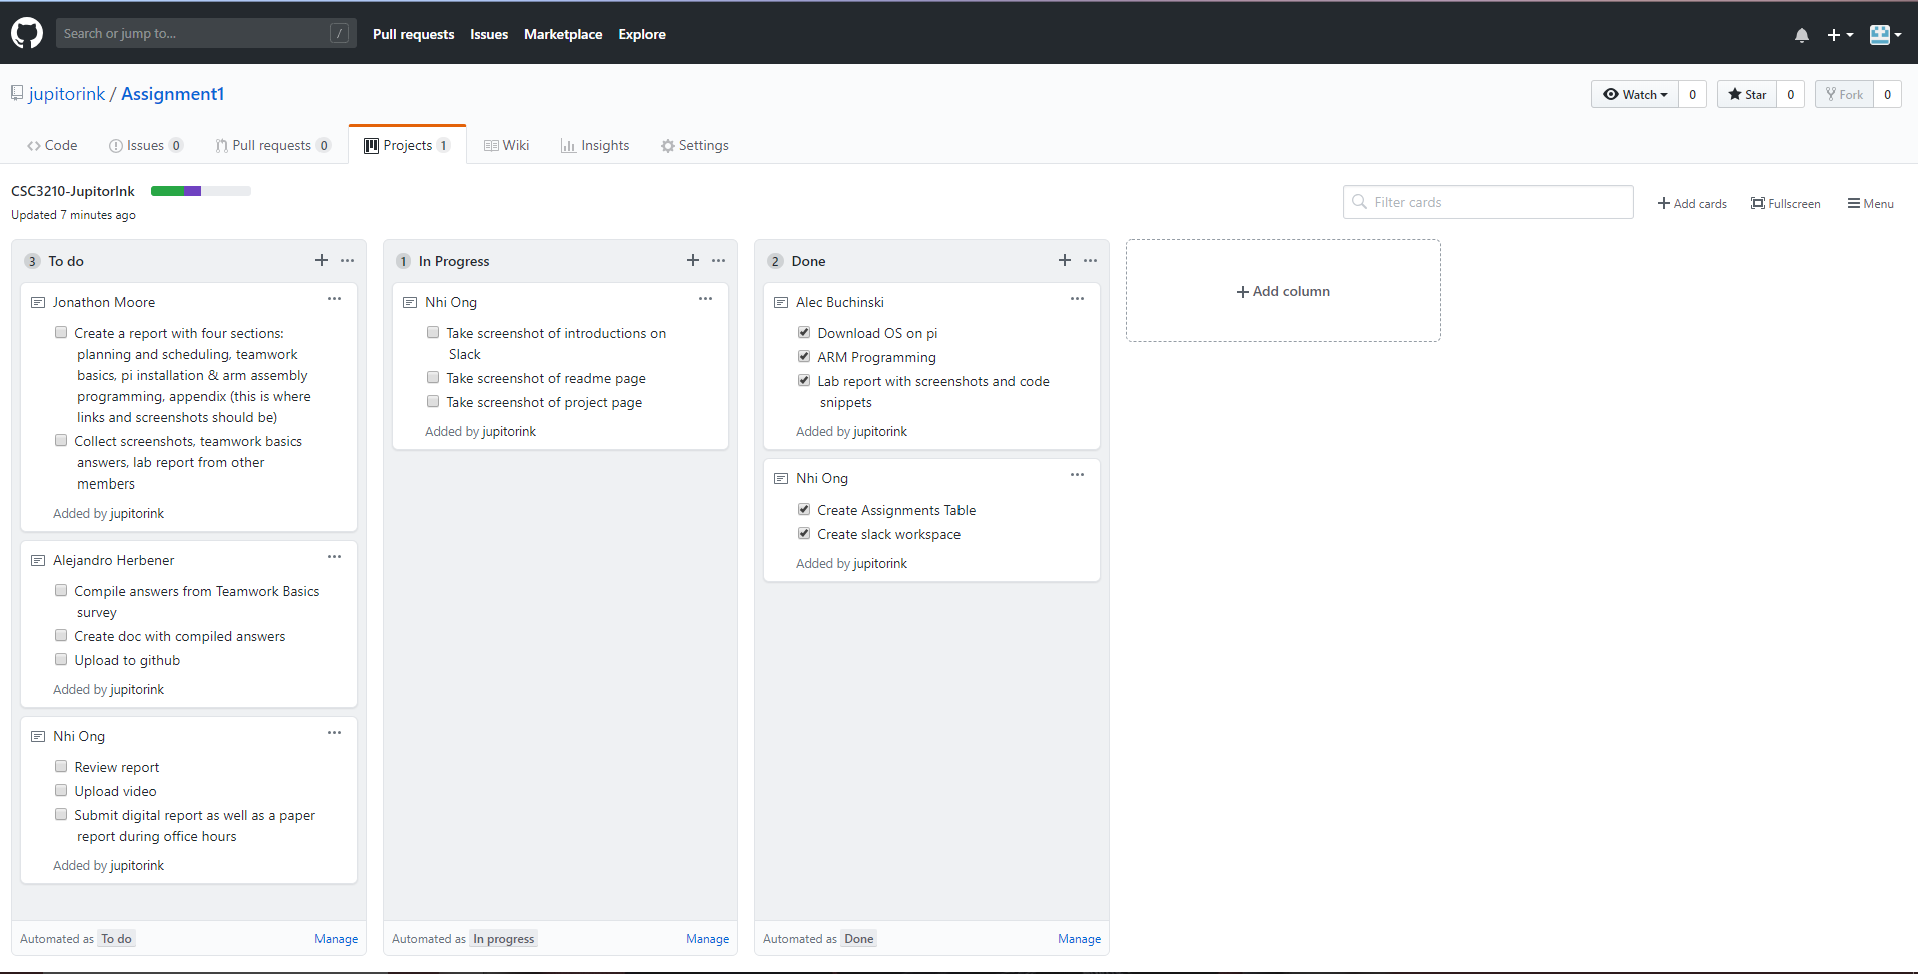 Search or jump to... /
Pull requests Issues Marketplace Explore
jupitorink / Assignment1
Watch 0 Star 0 Fork 0
Code Issues 0 Pull requests 0 Projects 1 Wiki Insights Settings
CSC3210-JupitorInk
Updated 7 minutes ago
Filter cards
Add cards Fullscreen Menu
3 To do
Jonathon Moore
Create a report with four sections:
planning and scheduling, teamwork
basics, pi installation & arm assembly
programming, appendix (this is where
links and screenshots should be)
Collect screenshots, teamwork basics
answers, lab report from other
members
Added by jupitorink
Alejandro Herbener
Compile answers from Teamwork Basics
survey
Create doc with compiled answers
Upload to github
Added by jupitorink
Nhi Ong
Review report
Upload video
Submit digital report as well as a paper
report during office hours
Added by jupitorink
Automated as To do Manage
1 In Progress
Nhi Ong
Take screenshot of introductions on
Slack
Take screenshot of readme page
Take screenshot of project page
Added by jupitorink
Automated as In progress Manage
2 Done
Alec Buchinski
Download OS on pi
ARM Programming
Lab report with screenshots and code
snippets
Added by jupitorink
Nhi Ong
Create Assignments Table
Create slack workspace
Added by jupitorink
Automated as Done Manage
Add column